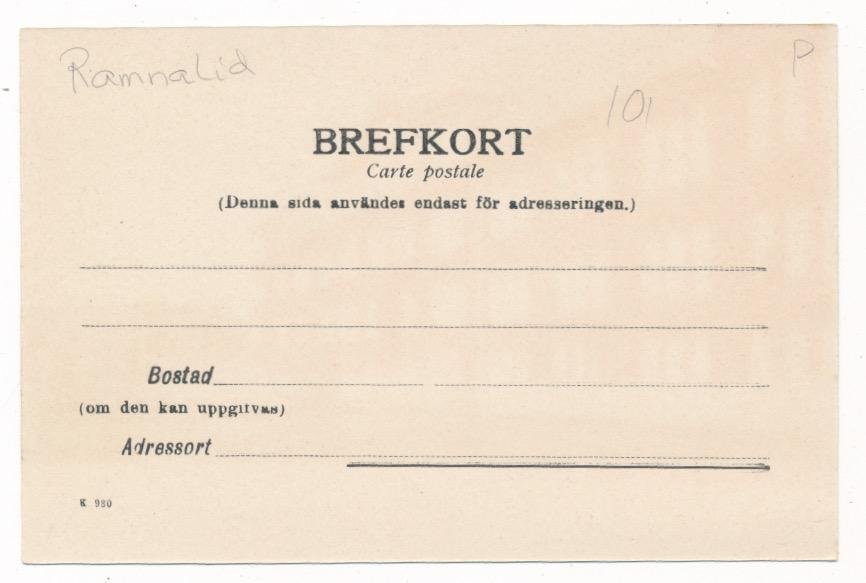 Ramnalid
P
101
BREFKORT
Carte postale
(Denna sida användes endast för adresseringen.)
Bostad
(om den kan uppgifvas)
Adressort
K 980